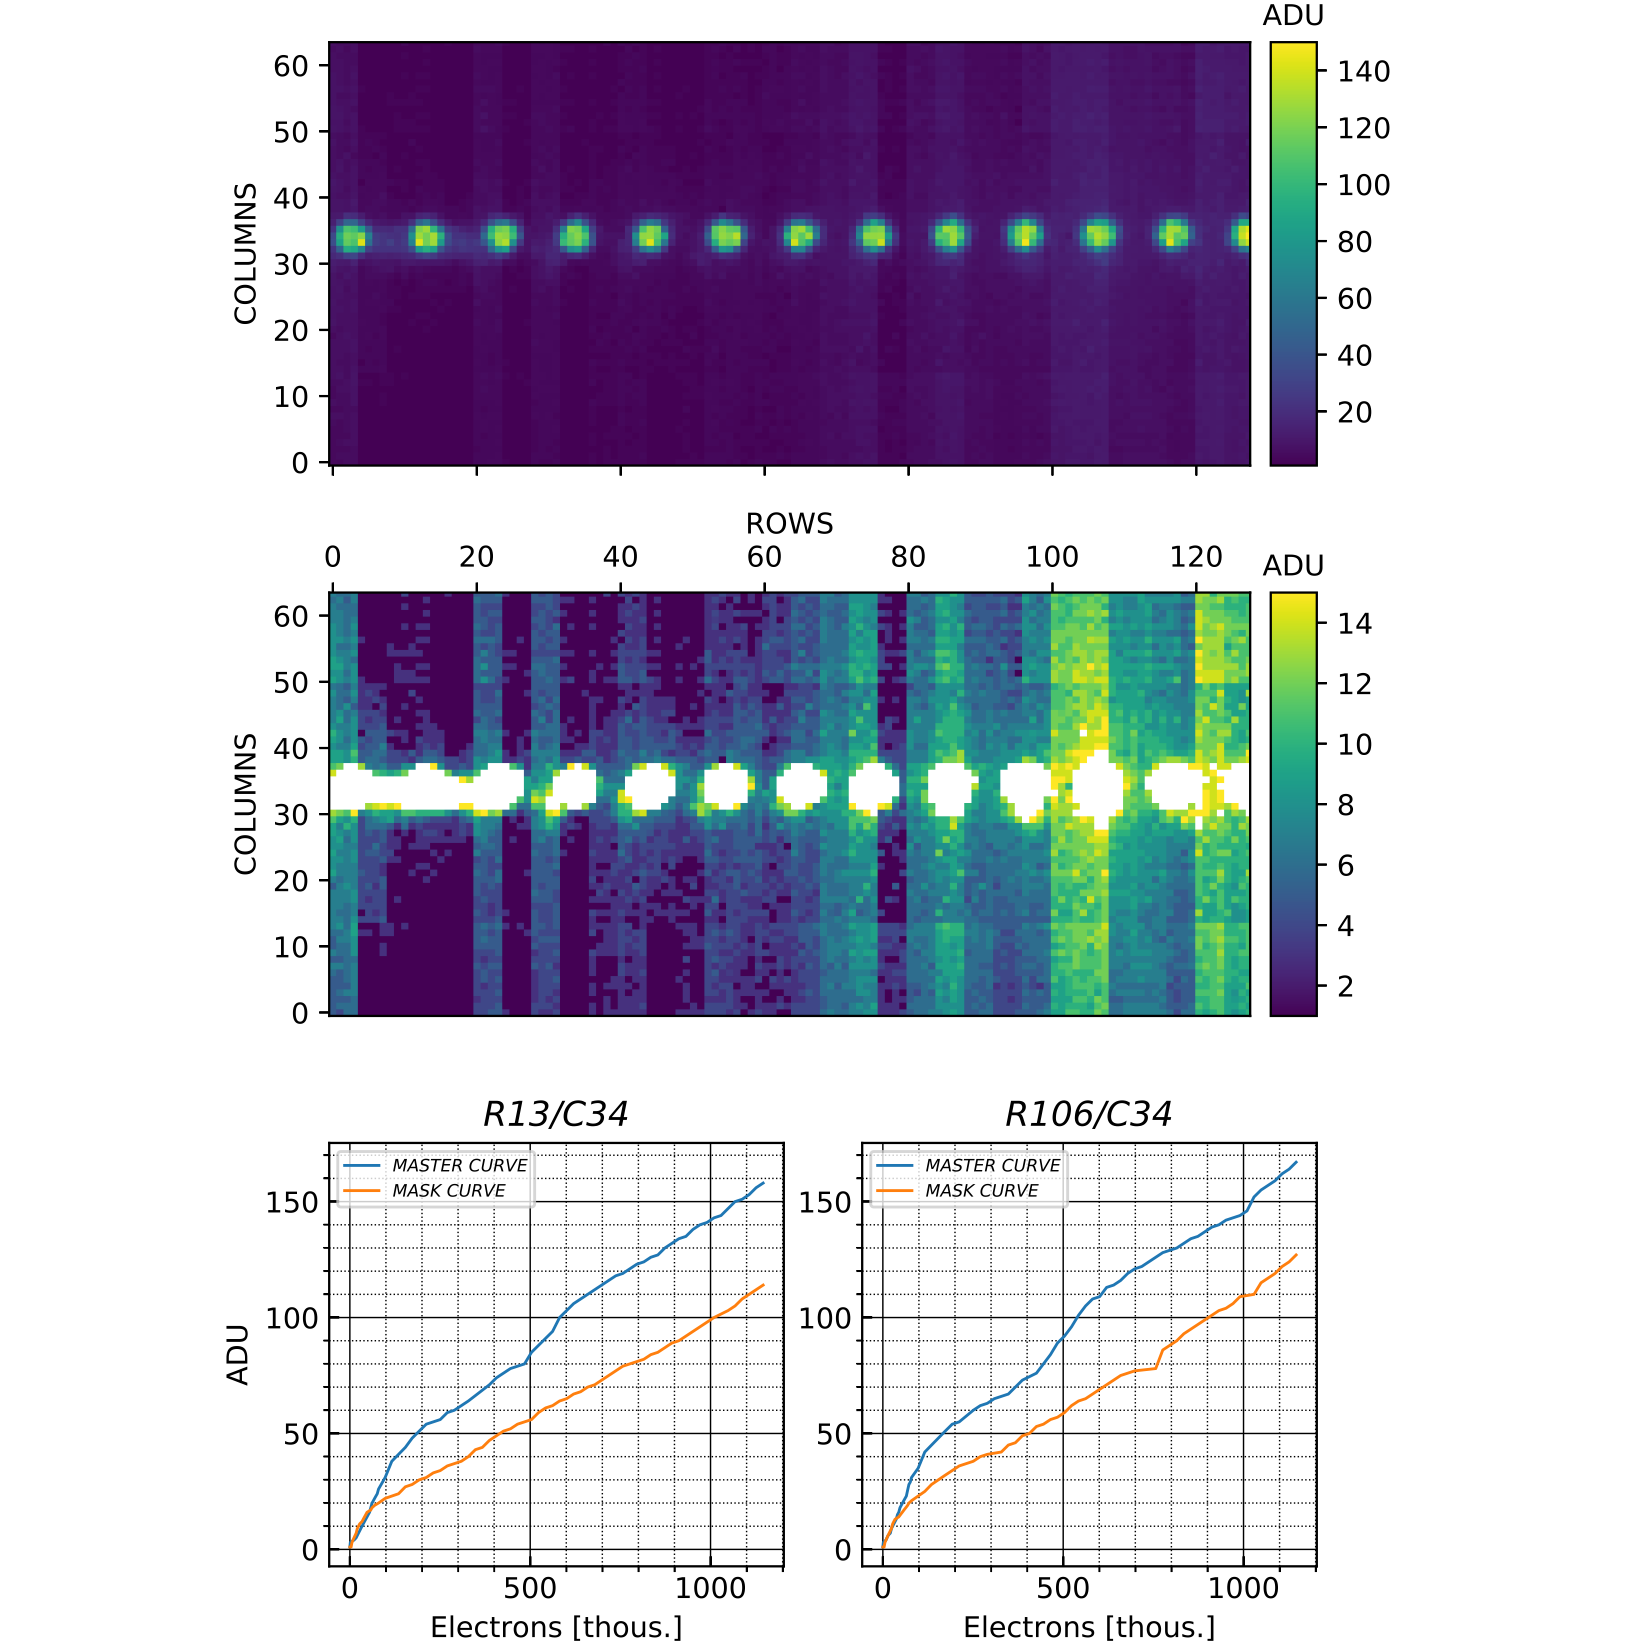 ADU
60
50
40
30
20
10
0
COLUMNS
140
120
100
80
60
40
20
ROWS
0 20 40 60 80 100 120
ADU
60
50
40
30
20
10
0
COLUMNS
14
12
10
8
6
4
2
R13/C34
MASTER CURVE
MASK CURVE
150
100
50
0
ADU
0 500 1000
Electrons [thous.]
R106/C34
MASTER CURVE
MASK CURVE
150
100
50
0
0 500 1000
Electrons [thous.]